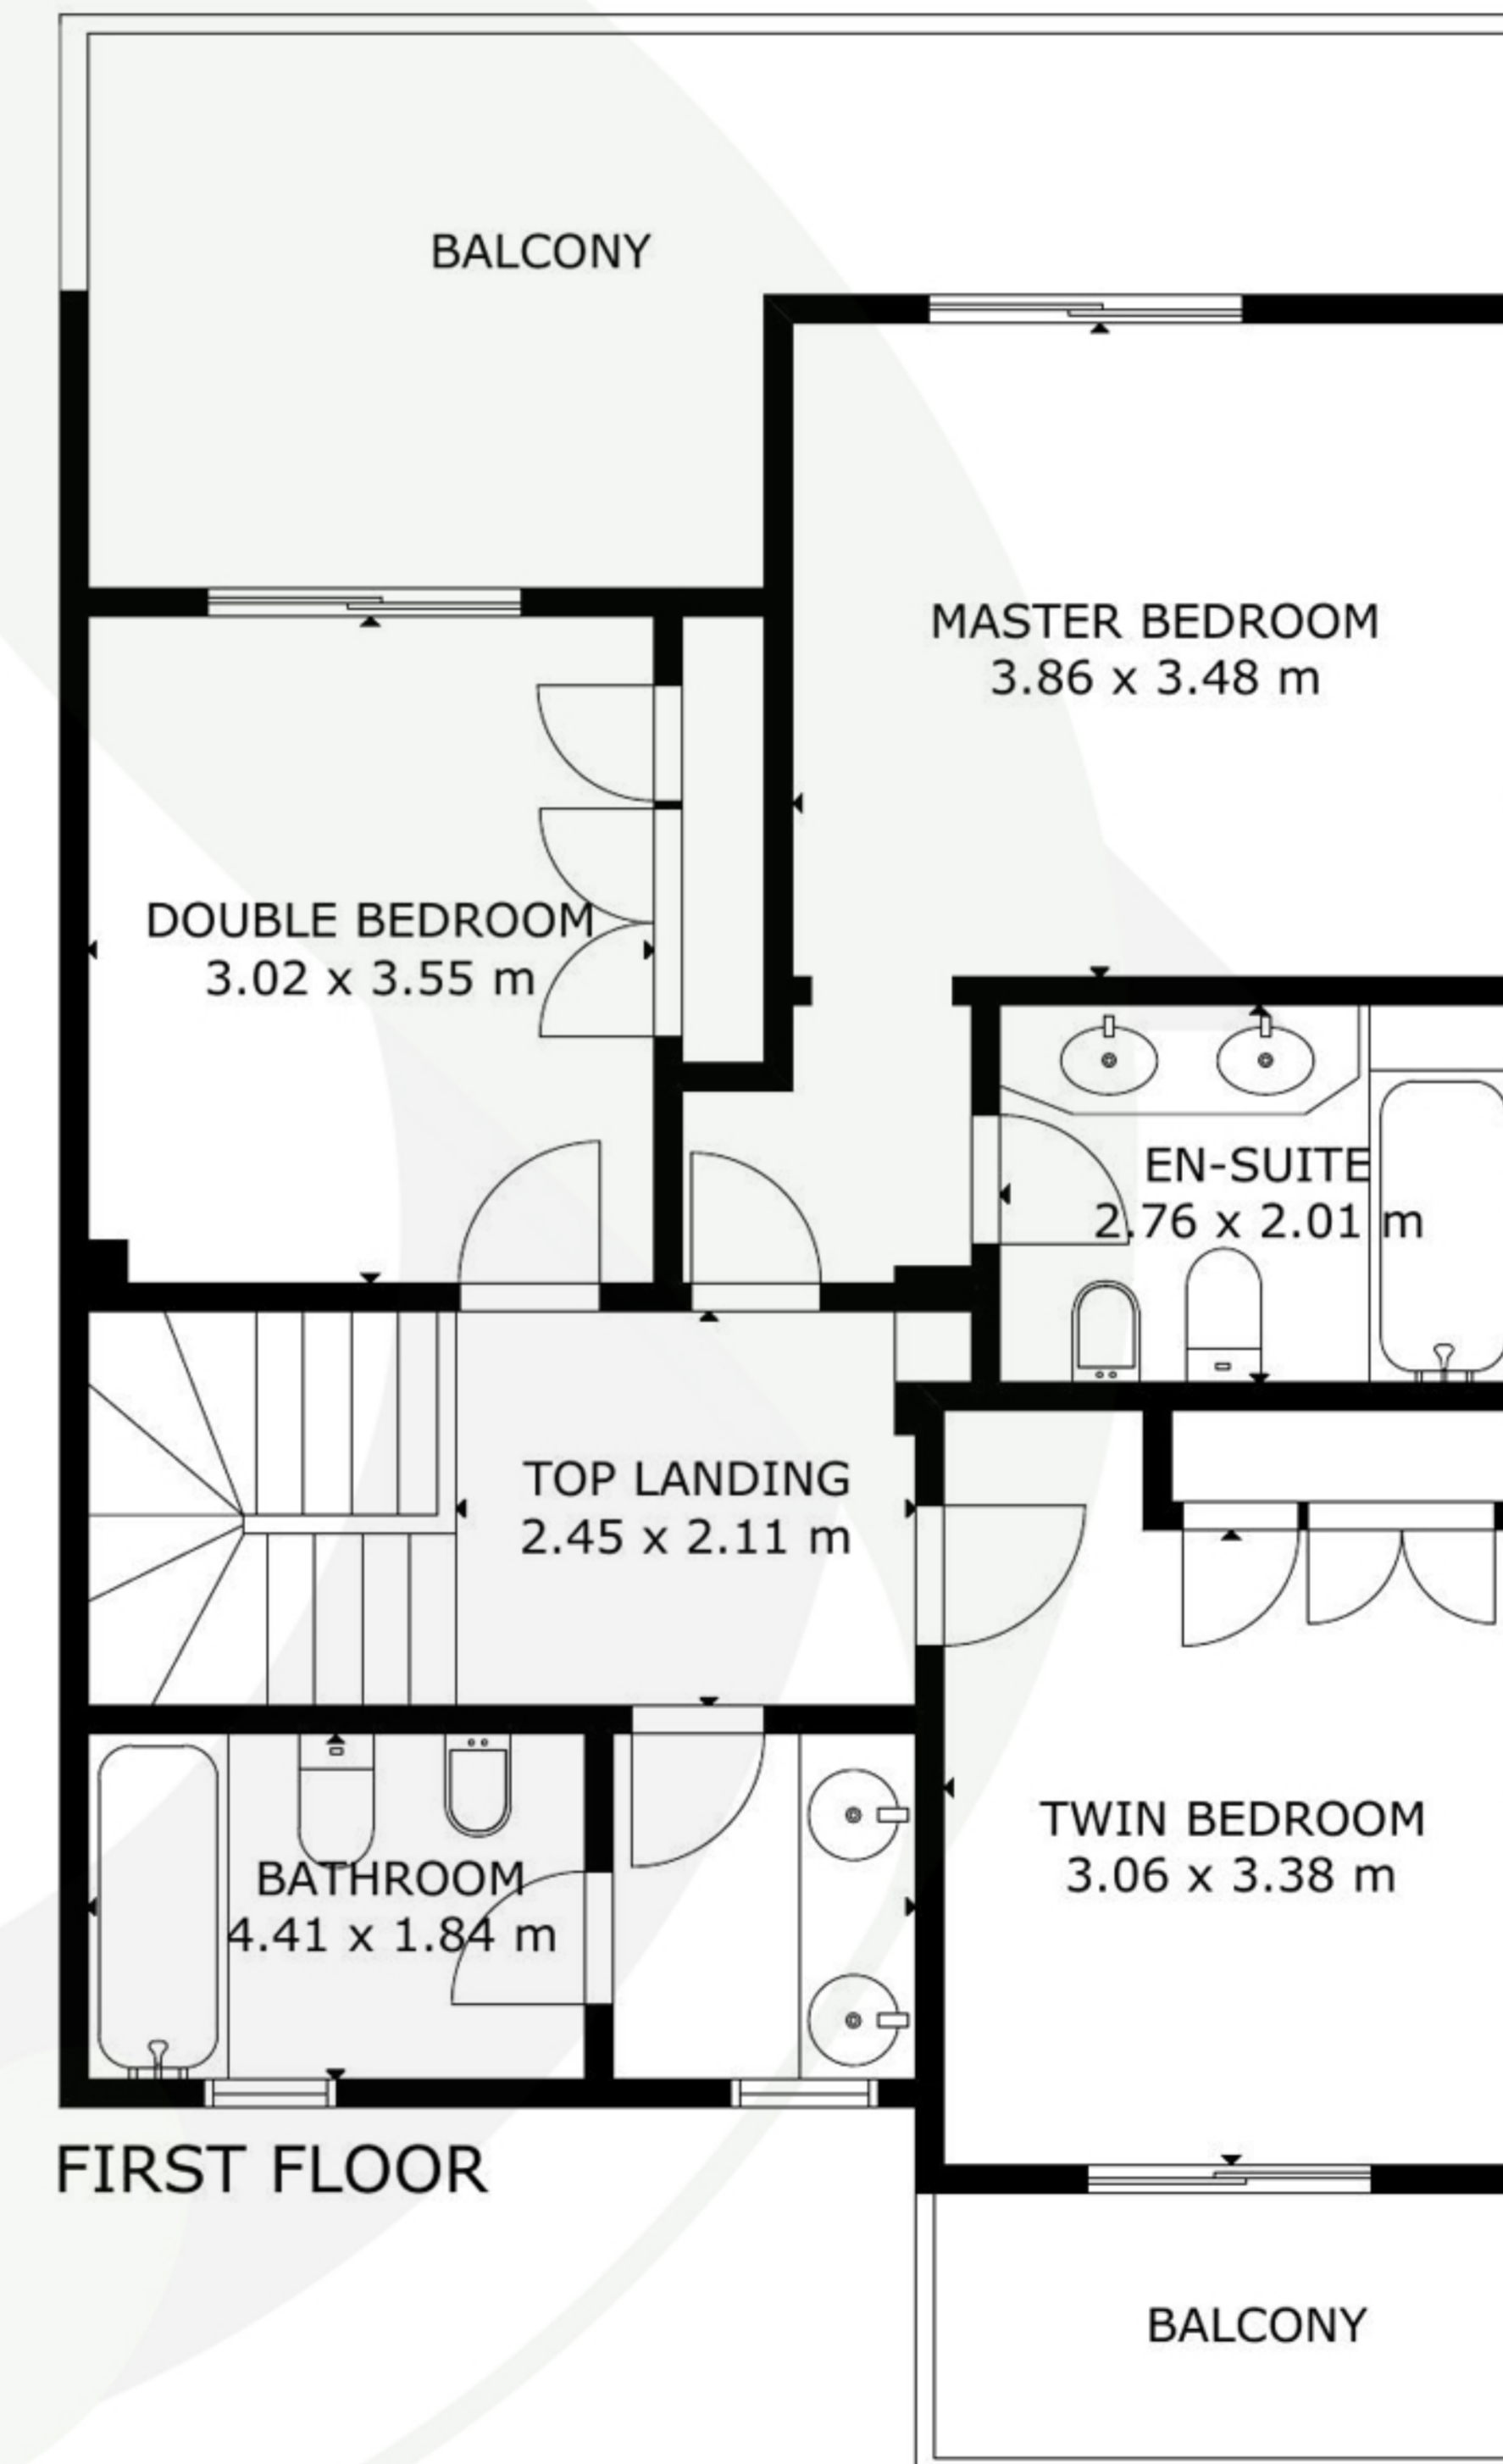 BALCONY
MASTER BEDROOM
3.86 x 3.48 m
DOUBLE BEDROOM
3.02 x 3.55 m
EN-SUITE
2.76 x 2.01 m
TOP LANDING
2.45 x 2.11 m
TWIN BEDROOM
3.06 x 3.38 m
BATHROOM
4.41 x 1.84 m
FIRST FLOOR
BALCONY